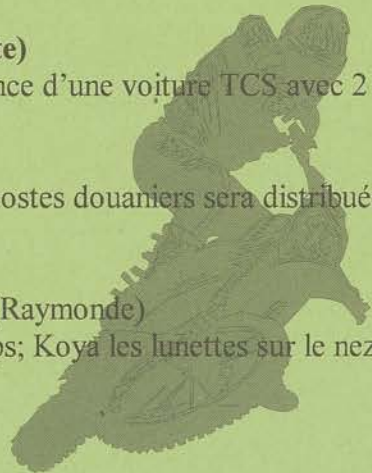 te)
nce d'une voiture TCS avec 2
ostes douaniers sera distribué
Raymonde)
os; Koya les lunettes sur le nez